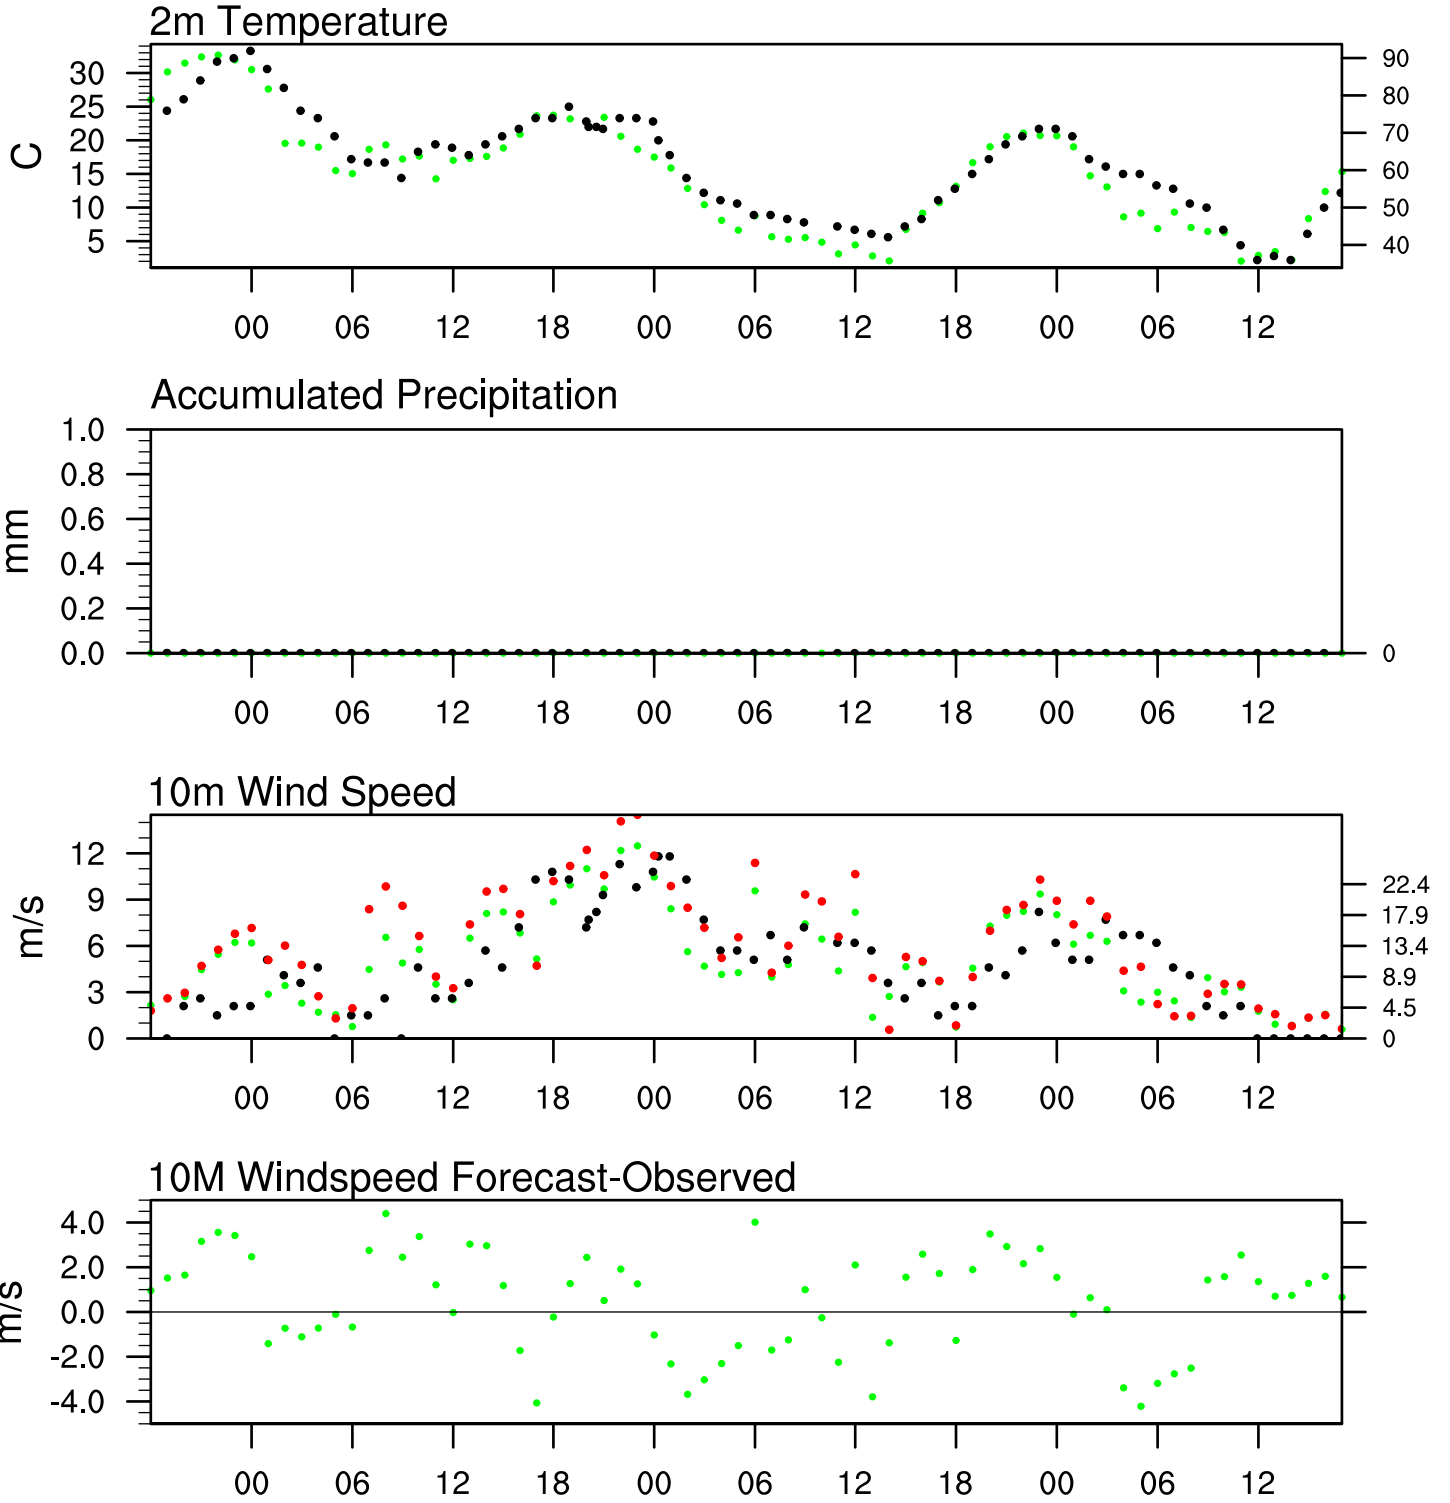 2m Temperature
C
30
25
20
15
10
5
90
80
70
60
50
40
00 06 12 18 00 06 12 18 00 06 12
Accumulated Precipitation
mm
1.0
0.8
0.6
0.4
0.2
0.0
0
00 06 12 18 00 06 12 18 00 06 12
10m Wind Speed
m/s
12
9
6
3
0
22.4
17.9
13.4
8.9
4.5
0
00 06 12 18 00 06 12 18 00 06 12
10M Windspeed Forecast-Observed
m/s
4.0
2.0
0.0
-2.0
-4.0
00 06 12 18 00 06 12 18 00 06 12